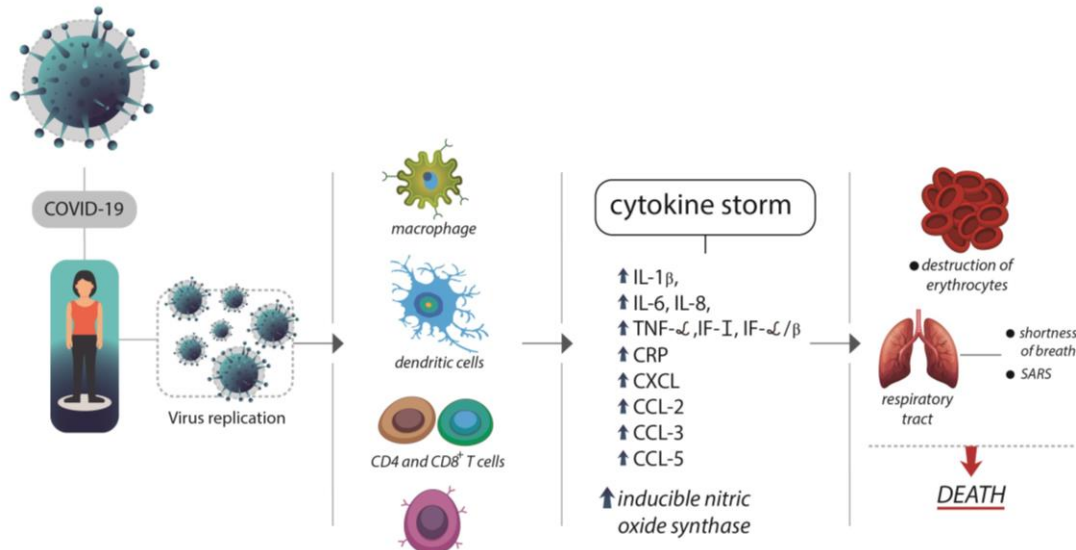 COVID-19
Virus replication
macrophage
dendritic cells
CD4 and CD8⁺ T cells
cytokine storm
IL-1β,
IL-6, IL-8,
TNF-ℒ,IF-I, IF-ℒ/β
CRP
CXCL
CCL-2
CCL-3
CCL-5
inducible nitric
oxide synthase
● destruction of
erythrocytes
respiratory
tract
● shortness
of breath
● SARS
DEATH